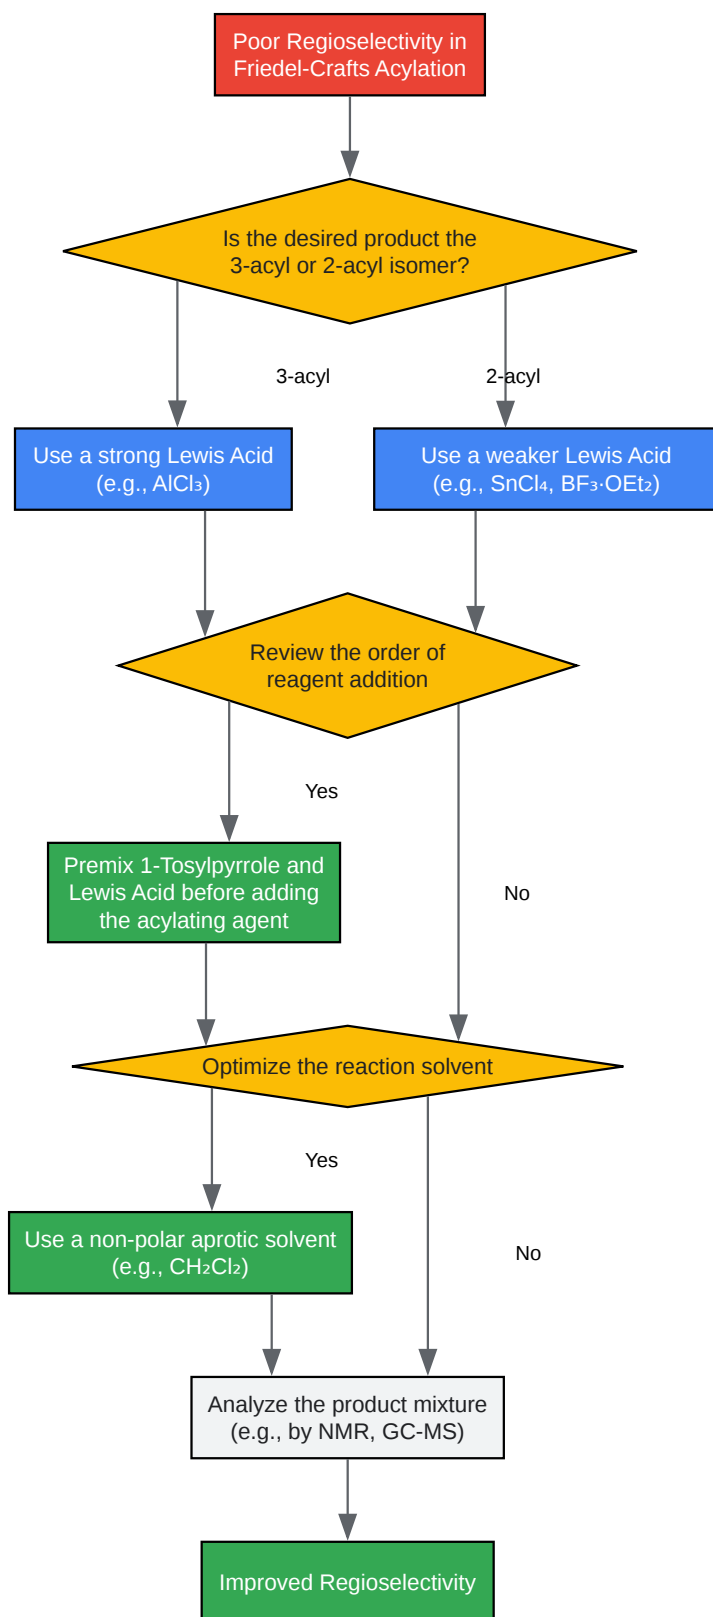 Poor Regioselectivity in
Friedel-Crafts Acylation
Is the desired product the
3-acyl or 2-acyl isomer?
3-acyl
2-acyl
Use a strong Lewis Acid
(e.g., AlCl₃)
Use a weaker Lewis Acid
(e.g., SnCl₄, BF₃·OEt₂)
Review the order of
reagent addition
Yes
Premix 1-Tosylpyrrole and
Lewis Acid before adding
the acylating agent
No
Optimize the reaction solvent
Yes
Use a non-polar aprotic solvent
(e.g., CH₂Cl₂)
No
Analyze the product mixture
(e.g., by NMR, GC-MS)
Improved Regioselectivity